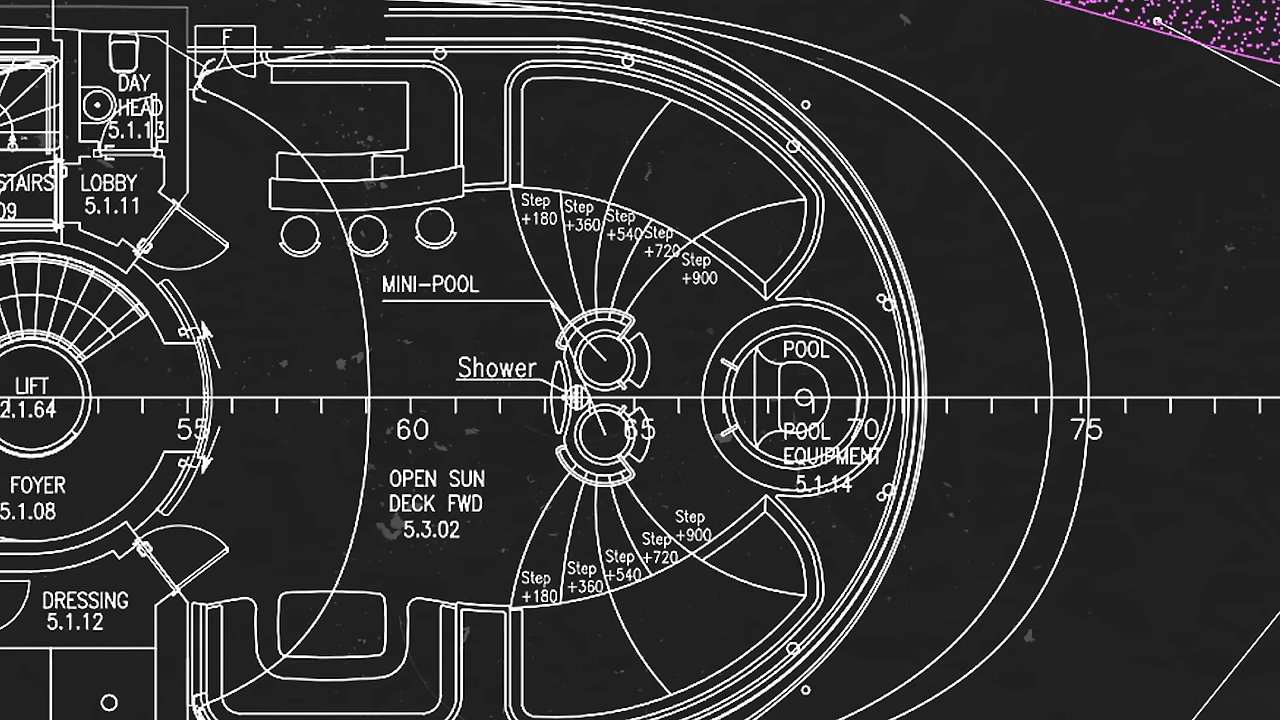 F
DAY
HEAD
5.1.13
E
STAIRS
09
LOBBY
5.1.11
Step
+180
Step
+360
Step
+540
Step
+720
Step
+900
MINI-POOL
Shower
POOL
LIFT
2.1.64
55
60
65
70
75
POOL
EQUIPMENT
5.1.14
FOYER
5.1.08
OPEN SUN
DECK FWD
5.3.02
Step
+900
Step
+720
Step
+540
Step
+360
Step
+180
DRESSING
5.1.12